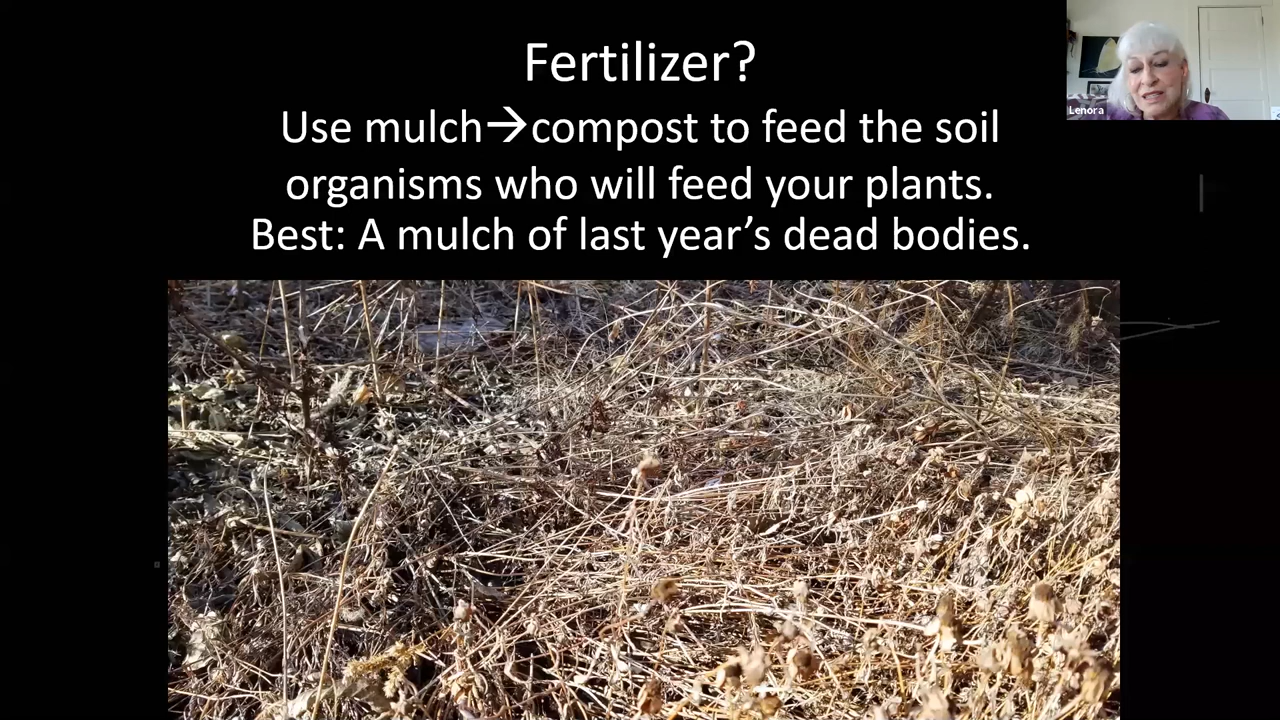 Fertilizer?
Use mulch→compost to feed the soil
organisms who will feed your plants.
Best: A mulch of last year’s dead bodies.
Lenora